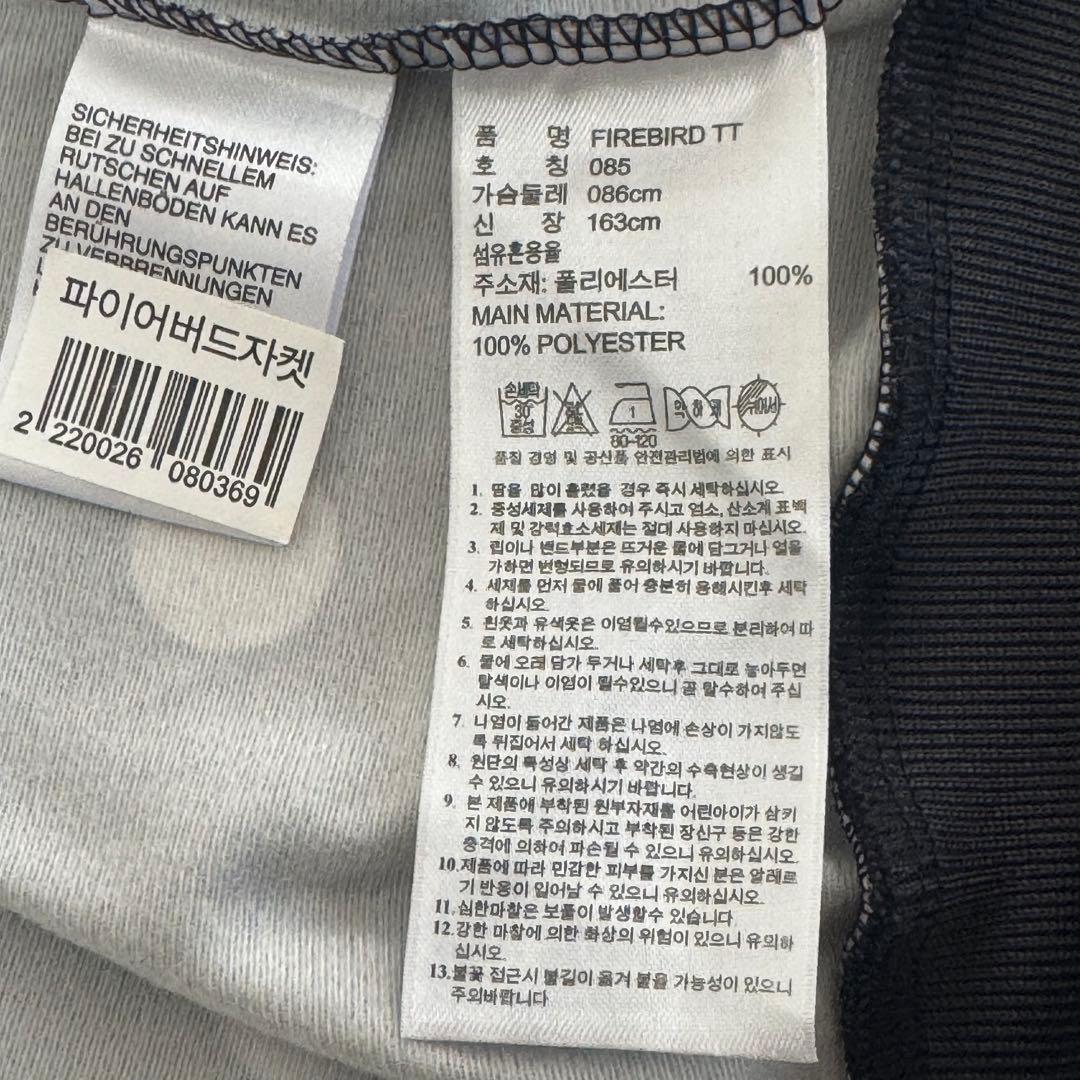 SICHERHEITSHINWEIS:
BEI ZU SCHNELLEM
RUTSCHEN AUF
HALLENBÖDEN KANN ES
AN DEN
BERÜHRUNGSPUNKTEN
ZU VERBRENNUNGEN
파이어버드자켓
2 220026 080369
품 명 FIREBIRD TT
호 칭 085
가슴둘레 086cm
신 장 163cm
섬유혼용율
주소재: 폴리에스터 100%
MAIN MATERIAL:
100% POLYESTER
손세탁 30 중성 1 80-120 약하게
품질 경영 및 공산품 안전관리법에 의한 표시
1. 땀을 많이 흘렸을 경우 즉시 세탁하십시오.
2. 중성세제를 사용하여 주시고 염소, 산소계 표백
제 및 강력효소세제는 절대 사용하지 마십시오.
3. 립이나 밴드부분은 뜨거운 물에 담그거나 열을
가하면 변형되므로 유의하시기 바랍니다.
4. 세제를 먼저 물에 풀어 충분히 용해시킨후 세탁
하십시오.
5. 흰옷과 유색옷은 이염될수있으므로 분리하여 따
로 세탁하십시오.
6. 물에 오래 담가 두거나 세탁후 그대로 놓아두면
탈색이나 이염이 될수있으니 곧 탈수하여 주십
시오.
7. 나염이 들어간 제품은 나염에 손상이 가지않도
록 뒤집어서 세탁 하십시오.
8. 원단의 특성상 세탁 후 약간의 수축현상이 생길
수 있으니 유의하시기 바랍니다.
9. 본 제품에 부착된 원부자재를 어린아이가 삼키
지 않도록 주의하시고 부착된 장신구 등은 강한
충격에 의하여 파손될 수 있으니 유의하십시오.
10.제품에 따라 민감한 피부를 가지신 분은 알레르
기 반응이 일어날 수 있으니 유의하십시오.
11.심한마찰은 보풀이 발생할수 있습니다
12.강한 마찰에 의한 화상의 위험이 있으니 유의하
십시오.
13.불꽃 접근시 불길이 옮겨 붙을 가능성이 있으니
주의바랍니다